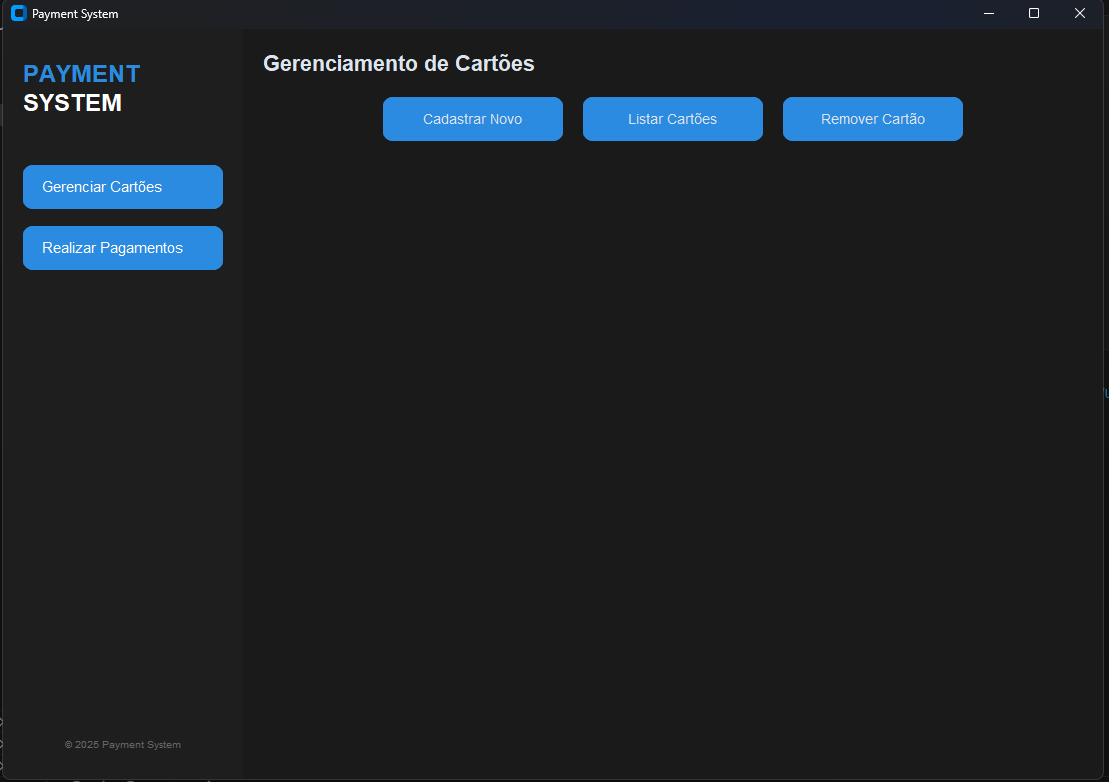 Payment System
PAYMENT
SYSTEM
Gerenciar Cartões
Realizar Pagamentos
© 2025 Payment System
Gerenciamento de Cartões
Cadastrar Novo
Listar Cartões
Remover Cartão